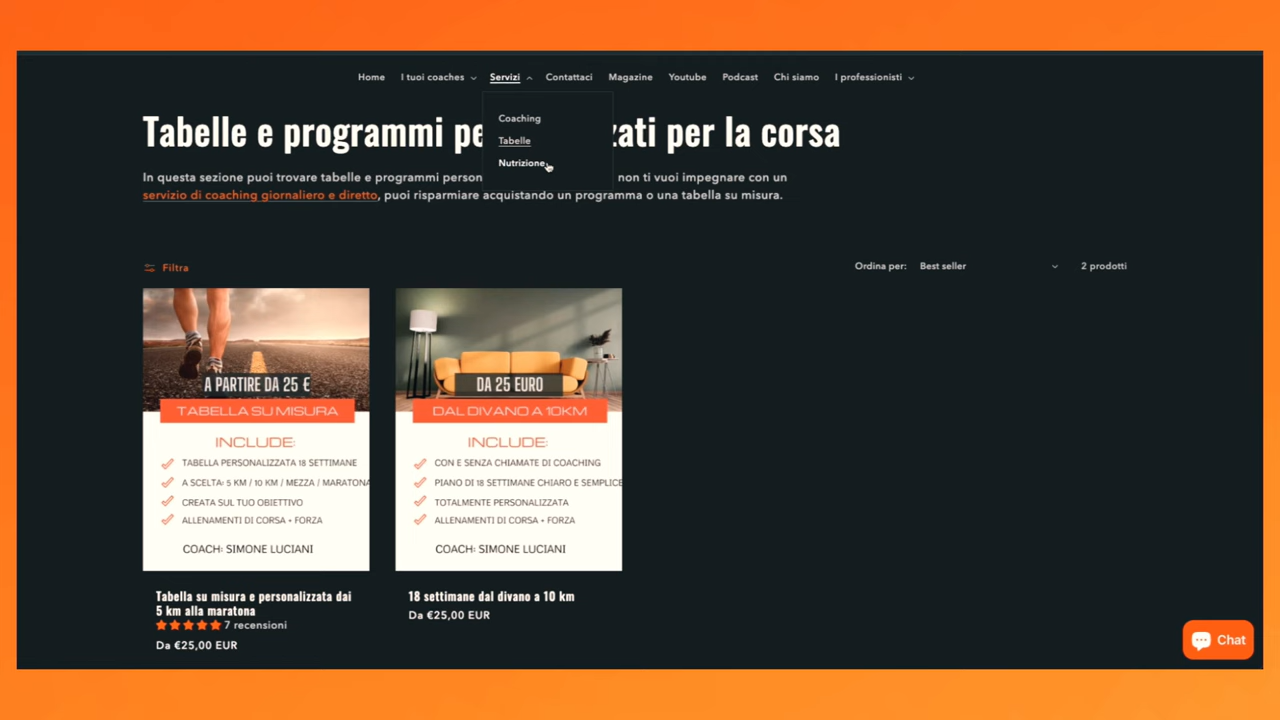 Home I tuoi coaches Servizi Contattaci Magazine Youtube Podcast Chi siamo I professionisti
Coaching
Tabelle
Nutrizione
Tabelle e programmi pe zati per la corsa
In questa sezione puoi trovare tabelle e programmi person non ti vuoi impegnare con un
servizio di coaching giornaliero e diretto, puoi risparmiare acquistando un programma o una tabella su misura.
Filtra
Ordina per: Best seller 2 prodotti
A PARTIRE DA 25 €
TABELLA SU MISURA
INCLUDE:
TABELLA PERSONALIZZATA 18 SETTIMANE
A SCELTA: 5 KM / 10 KM / MEZZA / MARATONA
CREATA SUL TUO OBIETTIVO
ALLENAMENTI DI CORSA + FORZA
COACH: SIMONE LUCIANI
Tabella su misura e personalizzata dai
5 km alla maratona
7 recensioni
Da €25,00 EUR
DA 25 EURO
DAL DIVANO A 10KM
INCLUDE:
CON E SENZA CHIAMATE DI COACHING
PIANO DI 18 SETTIMANE CHIARO E SEMPLICE
TOTALMENTE PERSONALIZZATA
ALLENAMENTI DI CORSA + FORZA
COACH: SIMONE LUCIANI
18 settimane dal divano a 10 km
Da €25,00 EUR
Chat